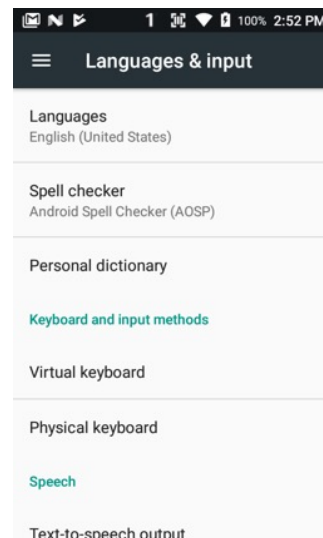 1 100% 2:52 PM
Languages & input
Languages
English (United States)
Spell checker
Android Spell Checker (AOSP)
Personal dictionary
Keyboard and input methods
Virtual keyboard
Physical keyboard
Speech
Text-to-speech output